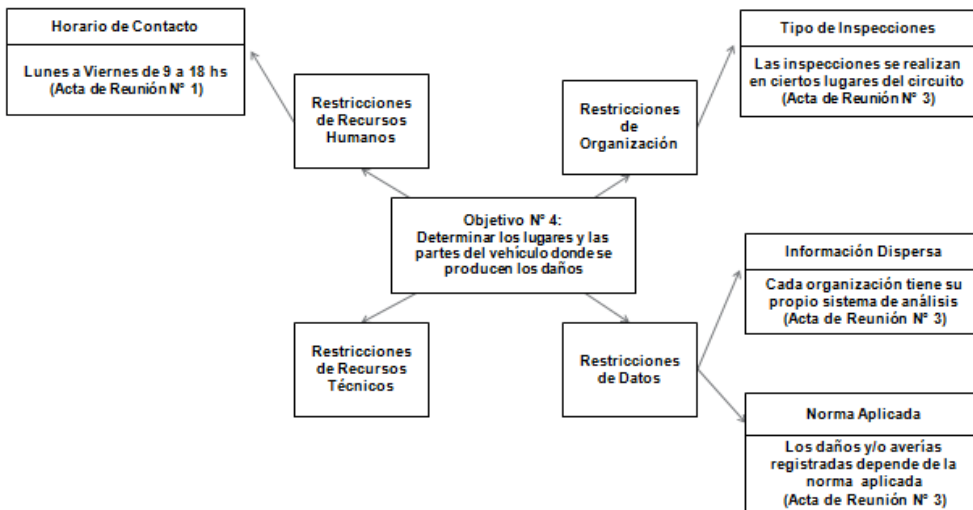 Horario de Contacto
Lunes a Viernes de 9 a 18 hs
(Acta de Reunión N° 1)
Restricciones
de Recursos
Humanos
Restricciones
de
Organización
Tipo de Inspecciones
Las inspecciones se realizan
en ciertos lugares del circuito
(Acta de Reunión N° 3)
Objetivo N° 4:
Determinar los lugares y las
partes del vehículo donde se
producen los daños
Restricciones
de Recursos
Técnicos
Restricciones
de Datos
Información Dispersa
Cada organización tiene su
propio sistema de análisis
(Acta de Reunión N° 3)
Norma Aplicada
Los daños y/o averías
registradas depende de la
norma aplicada
(Acta de Reunión N° 3)